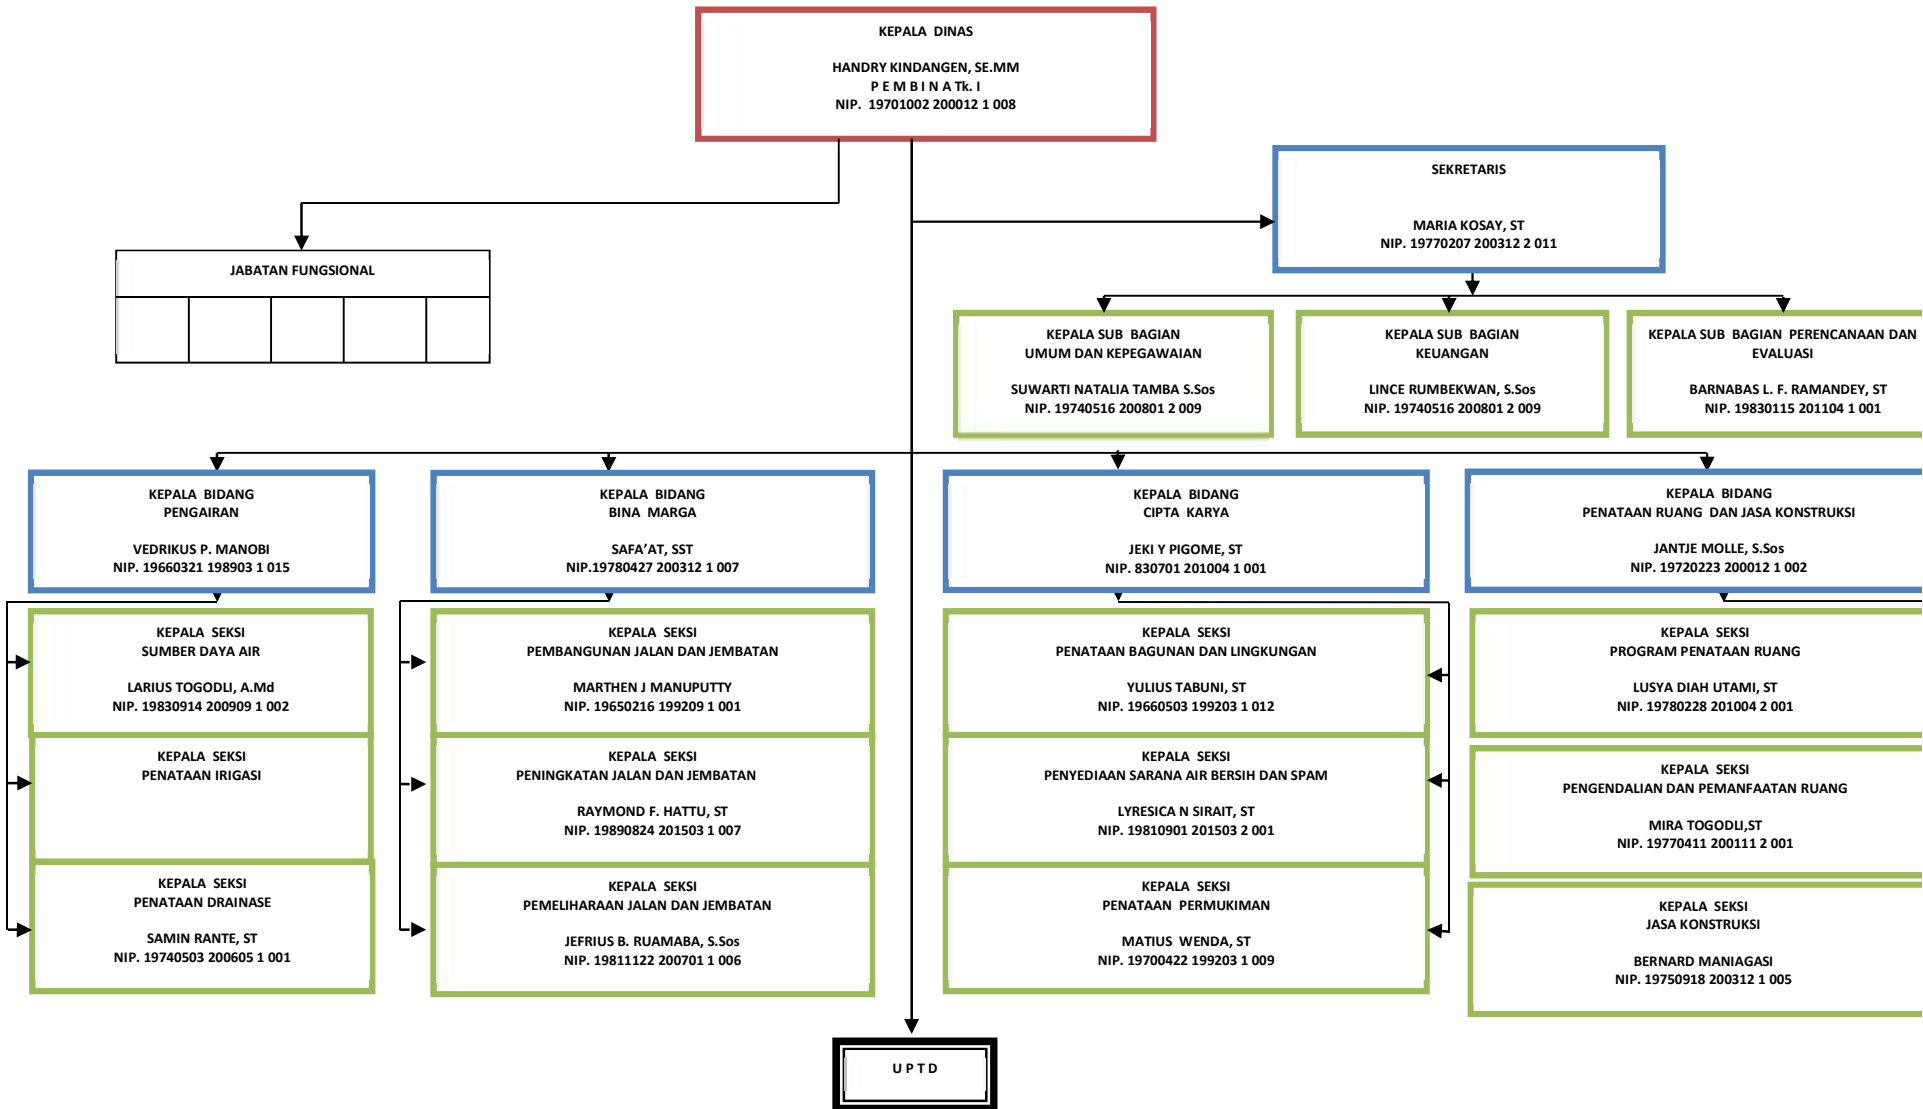 KEPALA DINAS
HANDRY KINDANGEN, SE.MM
P E M B I N A Tk. I
NIP. 19701002 200012 1 008
SEKRETARIS
MARIA KOSAY, ST
NIP. 19770207 200312 2 011
JABATAN FUNGSIONAL
KEPALA SUB BAGIAN
UMUM DAN KEPEGAWAIAN
SUWARTI NATALIA TAMBA S.Sos
NIP. 19740516 200801 2 009
KEPALA SUB BAGIAN
KEUANGAN
LINCE RUMBEKWAN, S.Sos
NIP. 19740516 200801 2 009
KEPALA SUB BAGIAN PERENCANAAN DAN
EVALUASI
BARNABAS L. F. RAMANDEY, ST
NIP. 19830115 201104 1 001
KEPALA BIDANG
PENGAIRAN
VEDRIKUS P. MANOBI
NIP. 19660321 198903 1 015
KEPALA BIDANG
BINA MARGA
SAFA’AT, SST
NIP.19780427 200312 1 007
KEPALA BIDANG
CIPTA KARYA
JEKI Y PIGOME, ST
NIP. 830701 201004 1 001
KEPALA BIDANG
PENATAAN RUANG DAN JASA KONSTRUKSI
JANTJE MOLLE, S.Sos
NIP. 19720223 200012 1 002
KEPALA SEKSI
SUMBER DAYA AIR
LARIUS TOGODLI, A.Md
NIP. 19830914 200909 1 002
KEPALA SEKSI
PENATAAN IRIGASI
KEPALA SEKSI
PENATAAN DRAINASE
SAMIN RANTE, ST
NIP. 19740503 200605 1 001
KEPALA SEKSI
PEMBANGUNAN JALAN DAN JEMBATAN
MARTHEN J MANUPUTTY
NIP. 19650216 199209 1 001
KEPALA SEKSI
PENINGKATAN JALAN DAN JEMBATAN
RAYMOND F. HATTU, ST
NIP. 19890824 201503 1 007
KEPALA SEKSI
PEMELIHARAAN JALAN DAN JEMBATAN
JEFRIUS B. RUAMABA, S.Sos
NIP. 19811122 200701 1 006
KEPALA SEKSI
PENATAAN BAGUNAN DAN LINGKUNGAN
YULIUS TABUNI, ST
NIP. 19660503 199203 1 012
KEPALA SEKSI
PENYEDIAAN SARANA AIR BERSIH DAN SPAM
LYRESICA N SIRAIT, ST
NIP. 19810901 201503 2 001
KEPALA SEKSI
PENATAAN PERMUKIMAN
MATIUS WENDA, ST
NIP. 19700422 199203 1 009
KEPALA SEKSI
PROGRAM PENATAAN RUANG
LUSYA DIAH UTAMI, ST
NIP. 19780228 201004 2 001
KEPALA SEKSI
PENGENDALIAN DAN PEMANFAATAN RUANG
MIRA TOGODLI,ST
NIP. 19770411 200111 2 001
KEPALA SEKSI
JASA KONSTRUKSI
BERNARD MANIAGASI
NIP. 19750918 200312 1 005
U P T D